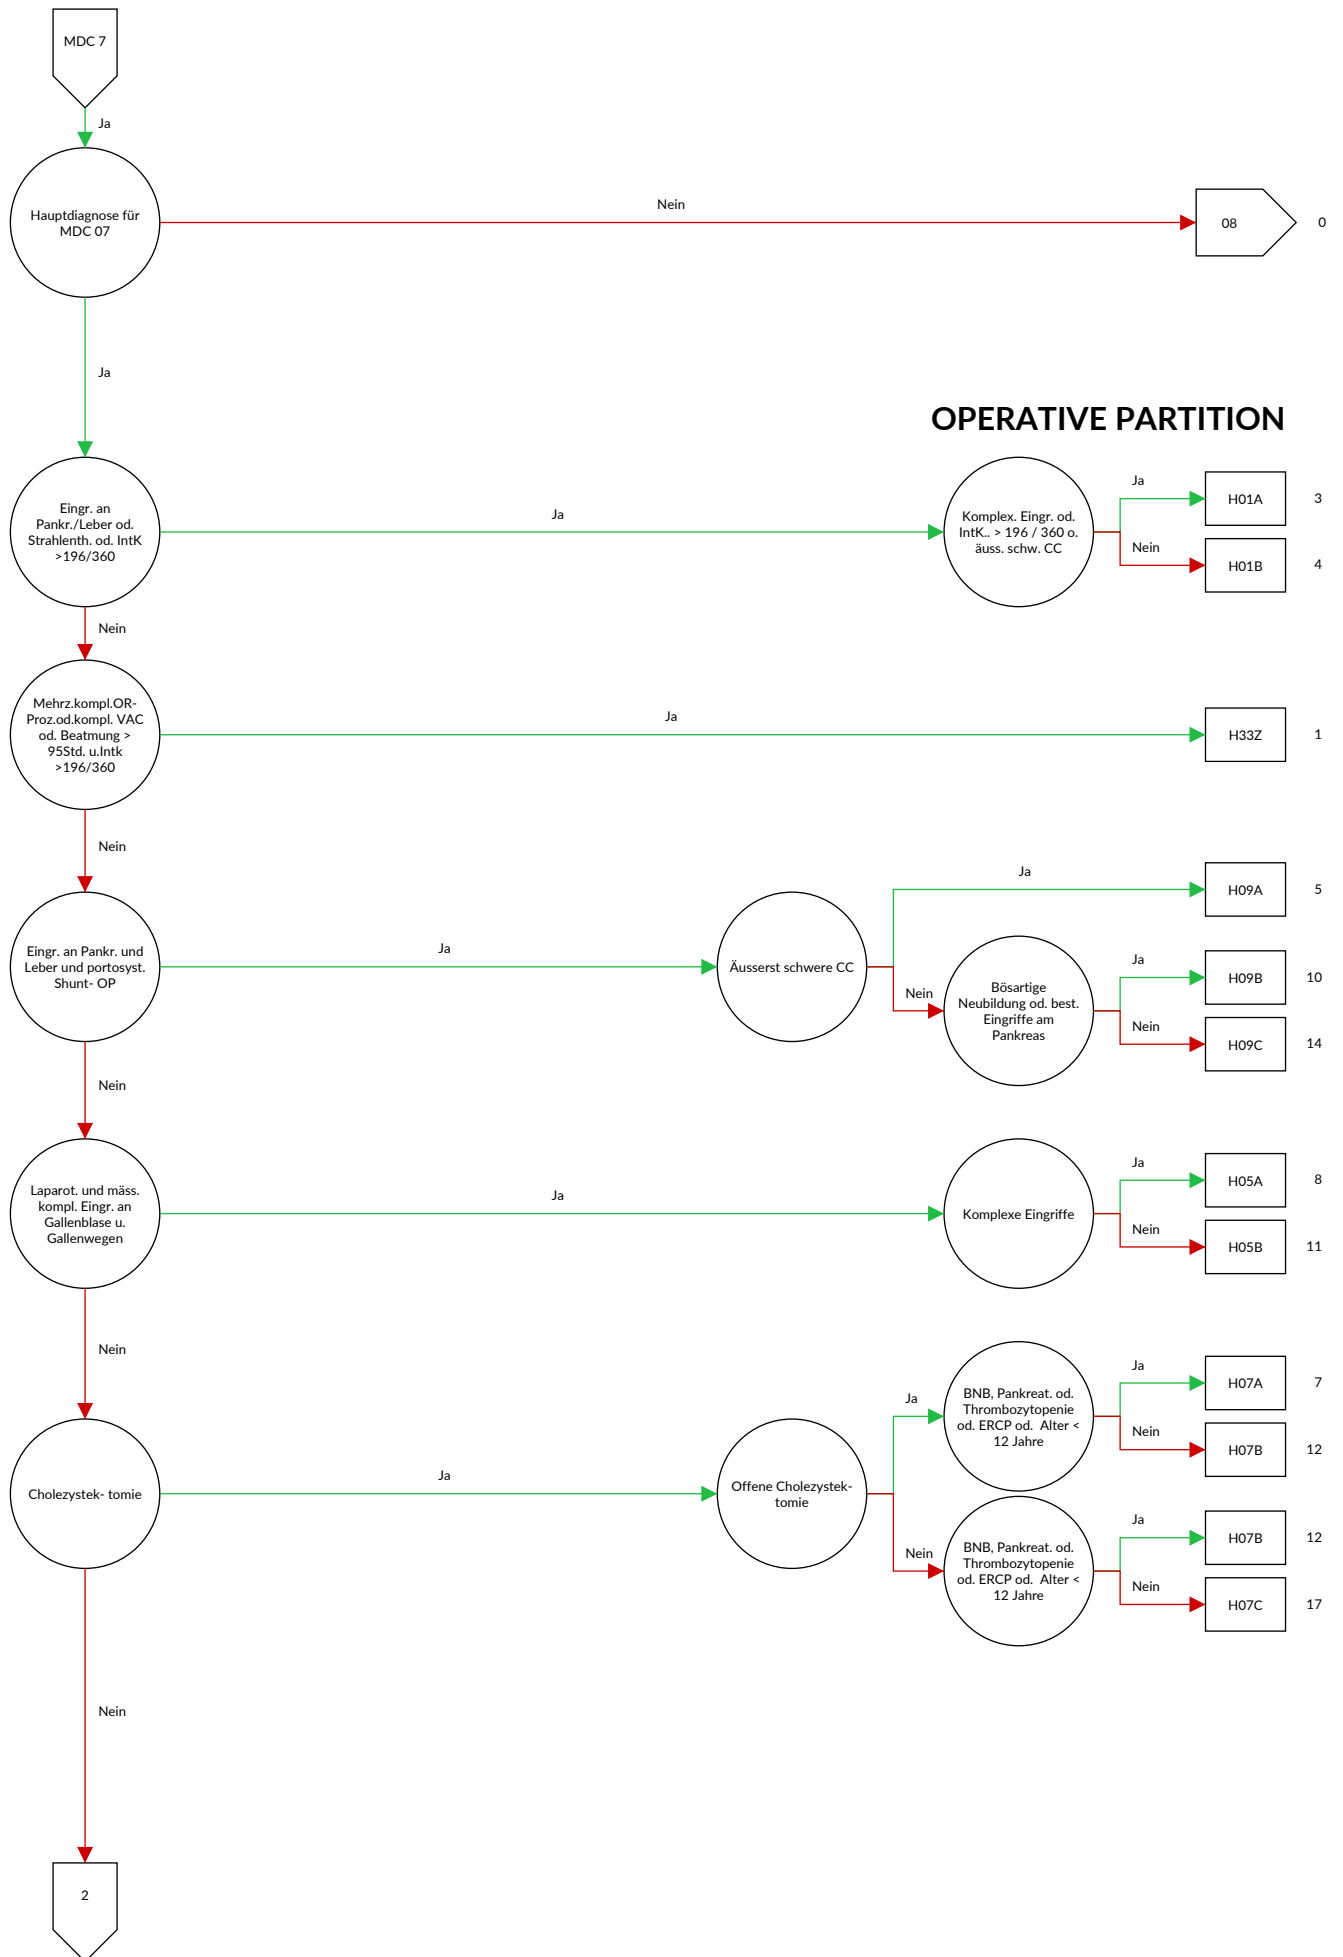 MDC 7
Ja
Hauptdiagnose für
MDC 07
Nein
08
0
Ja
OPERATIVE PARTITION
Eingr. an
Pankr./Leber od.
Strahlenth. od. IntK
>196/360
Ja
Komplex. Eingr. od.
IntK.. > 196 / 360 o.
äuss. schw. CC
Ja
H01A
3
Nein
H01B
4
Nein
Mehrz.kompl.OR-
Proz.od.kompl. VAC
od. Beatmung >
95Std. u.Intk
>196/360
Ja
H33Z
1
Nein
Eingr. an Pankr. und
Leber und portosyst.
Shunt- OP
Ja
Äusserst schwere CC
Ja
H09A
5
Nein
Bösartige
Neubildung od. best.
Eingriffe am
Pankreas
Ja
H09B
10
Nein
H09C
14
Nein
Laparot. und mäss.
kompl. Eingr. an
Gallenblase u.
Gallenwegen
Ja
Komplexe Eingriffe
Ja
H05A
8
Nein
H05B
11
Nein
Cholezystek- tomie
Ja
Offene Cholezystek-
tomie
Ja
BNB, Pankreat. od.
Thrombozytopenie
od. ERCP od.  Alter <
12 Jahre
Ja
H07A
7
Nein
H07B
12
Nein
BNB, Pankreat. od.
Thrombozytopenie
od. ERCP od.  Alter <
12 Jahre
Ja
H07B
12
Nein
H07C
17
Nein
2